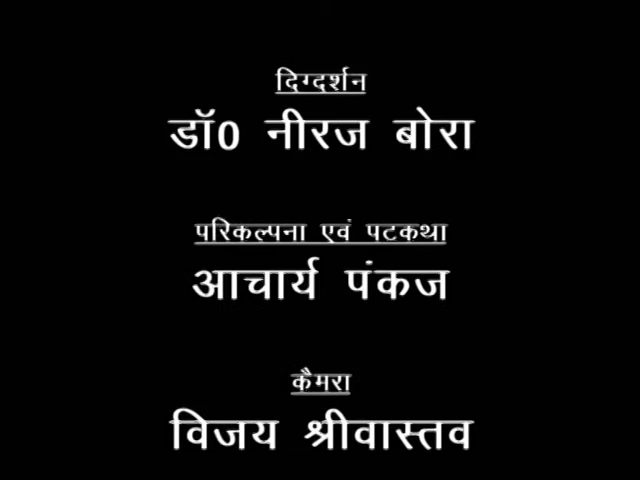 दिग्दर्शन
डॉ0 नीरज बोरा
परिकल्पना एवं पटकथा
आचार्य पंकज
कैमरा
विजय श्रीवास्तव